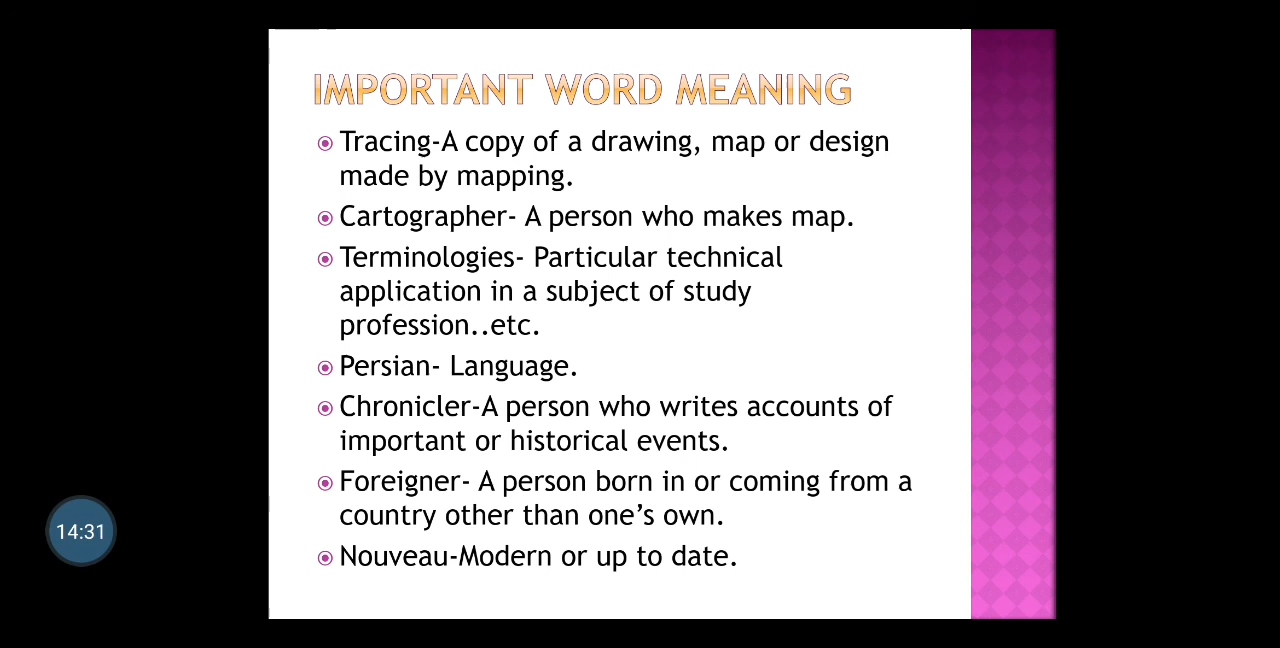 IMPORTANT WORD MEANING
Tracing-A copy of a drawing, map or design
made by mapping.
Cartographer- A person who makes map.
Terminologies- Particular technical
application in a subject of study
profession..etc.
Persian- Language.
Chronicler-A person who writes accounts of
important or historical events.
Foreigner- A person born in or coming from a
country other than one’s own.
Nouveau-Modern or up to date.
14:31